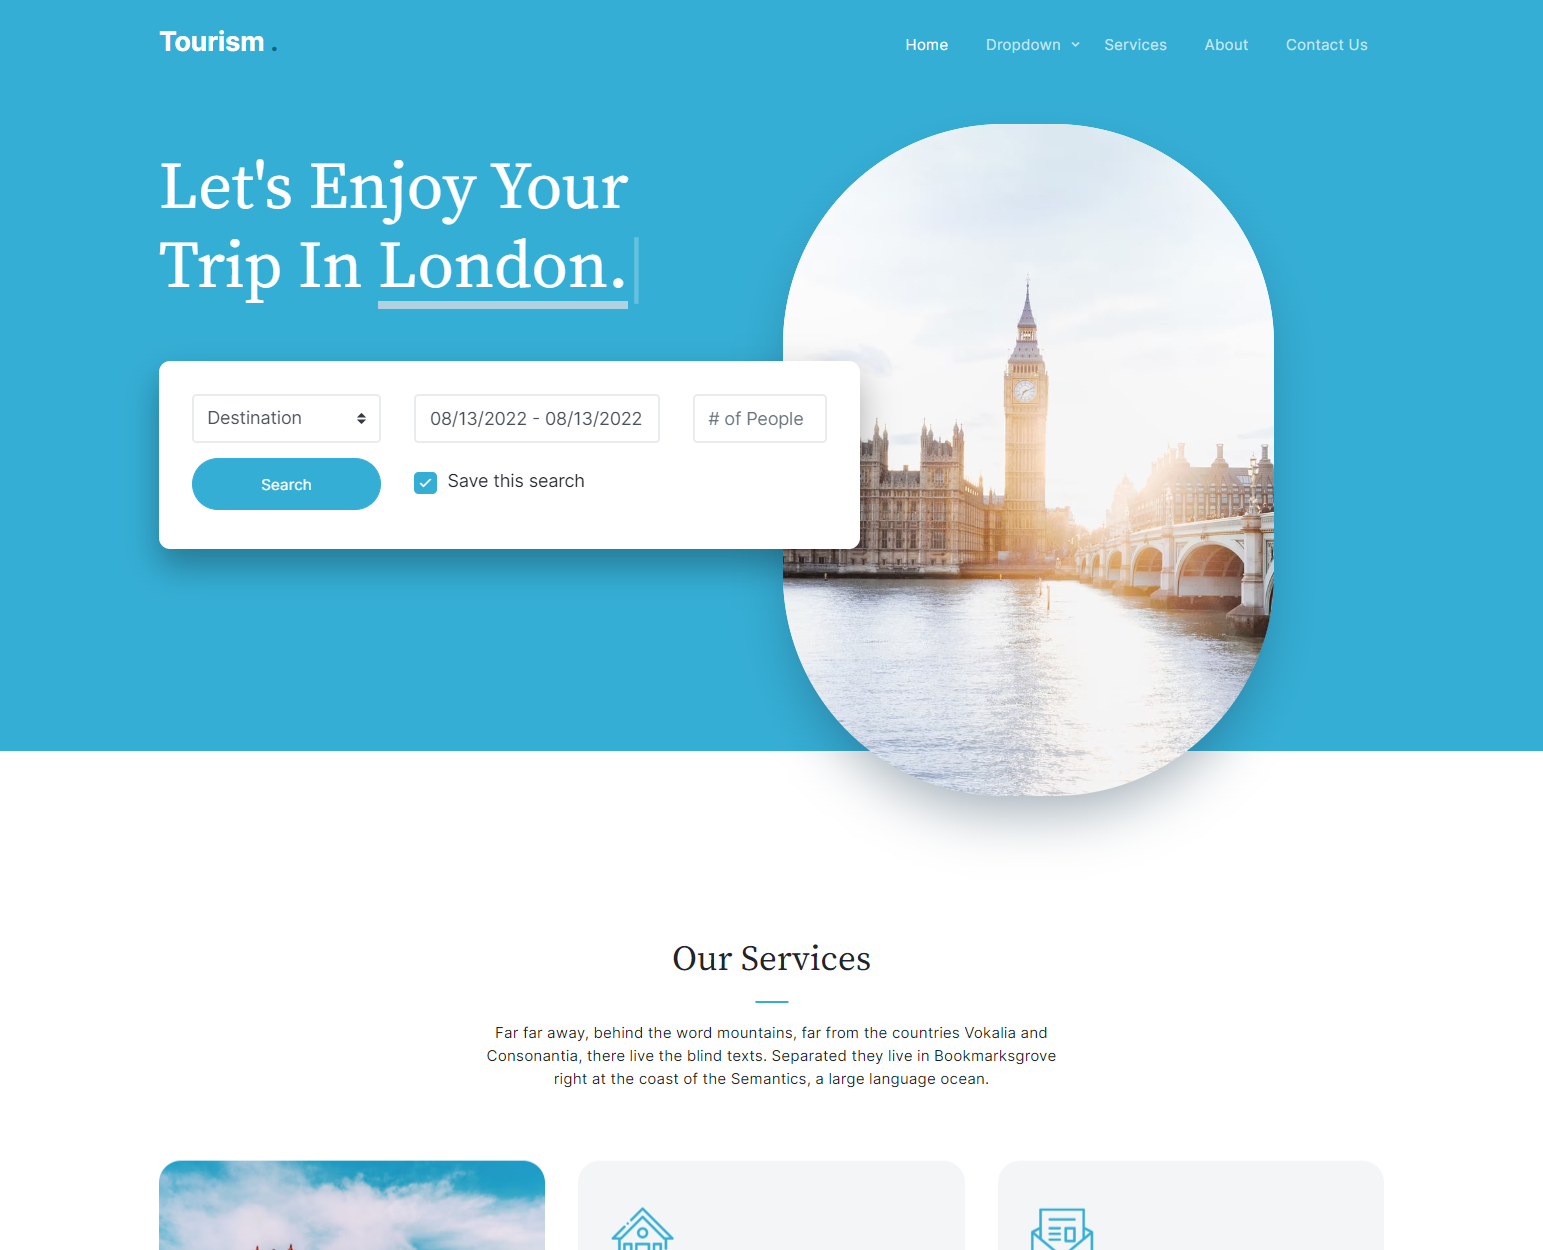 Tourism .
Home
Dropdown
Services
About
Contact Us
Let's Enjoy Your
Trip In London.
Destination
08/13/2022 - 08/13/2022
# of People
Search
Save this search
Our Services
Far far away, behind the word mountains, far from the countries Vokalia and
Consonantia, there live the blind texts. Separated they live in Bookmarksgrove
right at the coast of the Semantics, a large language ocean.